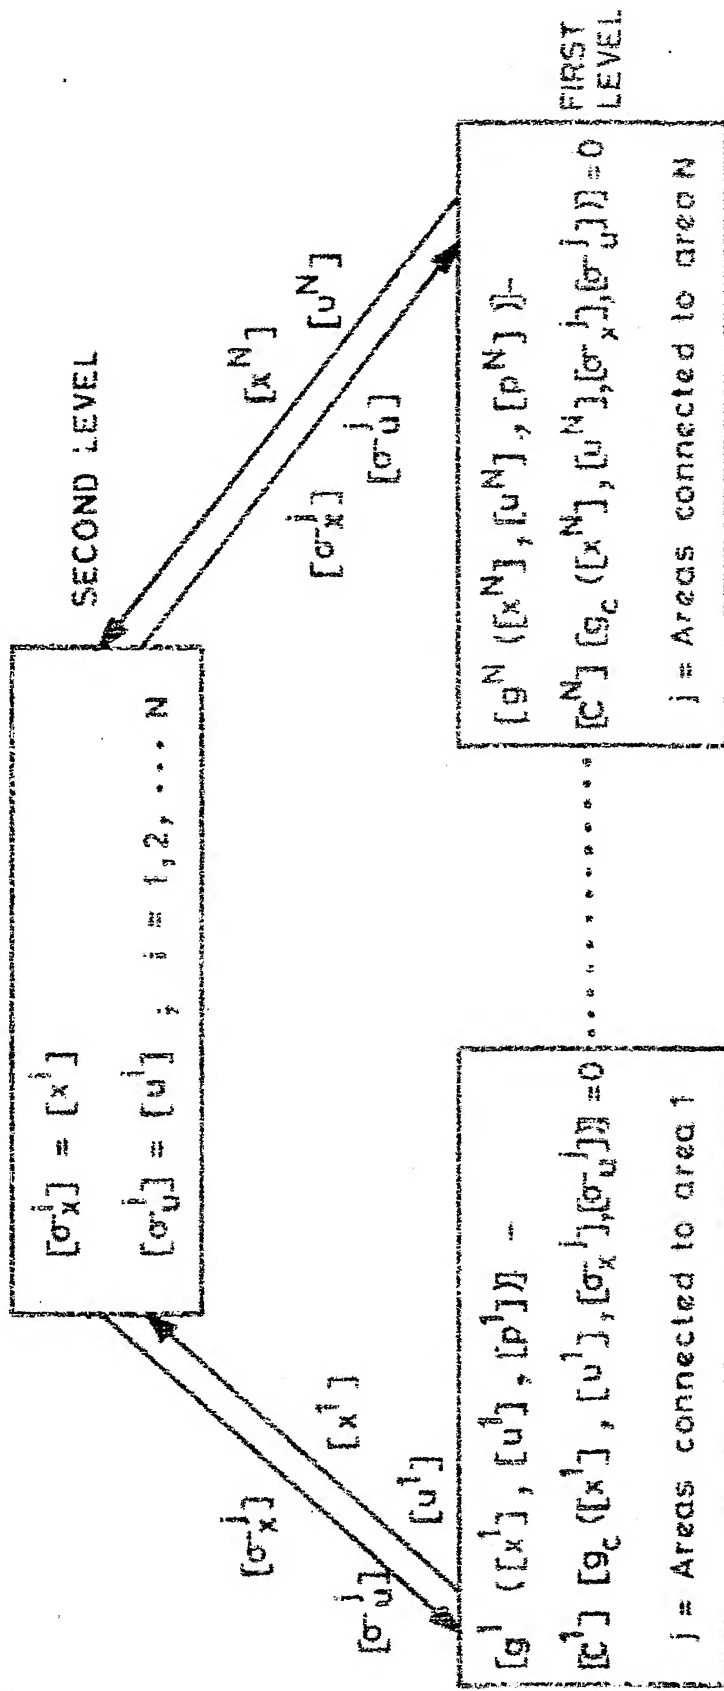 SECOND LEVEL
[σ_x^i] = [x^i]
[σ_u^i] = [u^i] , i = 1,2, ... N
[σ_x^j]
[σ_u^j]
[x^1]
[u^1]
[x^N]
[u^N]
[σ_x^j]
[σ_u^j]
[g^1 ([x^1], [u^1], [p^1])] -
[C^1] [g_c ([x^1], [u^1], [σ_x^j], [σ_u^j])] = 0
j = Areas connected to area 1
[g^N ([x^N], [u^N], [p^N])] -
[C^N] [g_c ([x^N], [u^N], [σ_x^j], [σ_u^j])] = 0
j = Areas connected to area N
FIRST
LEVEL